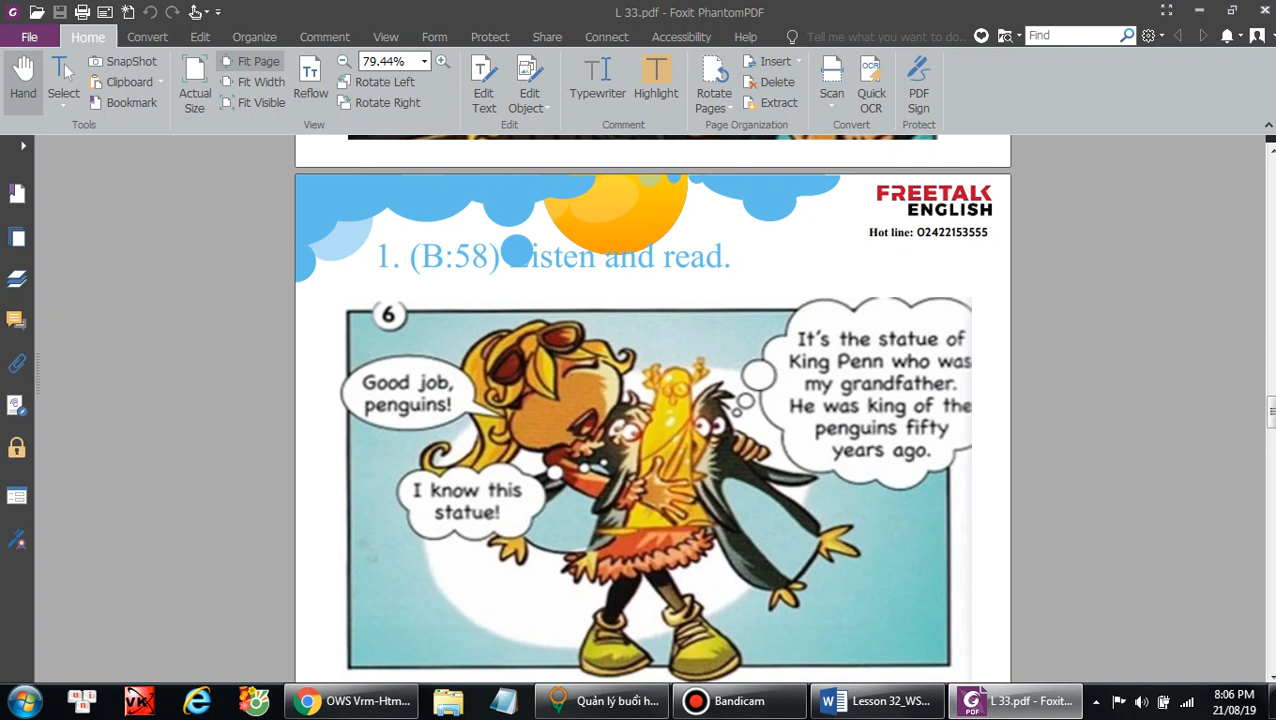 L 33.pdf - Foxit PhantomPDF
File Home Convert Edit Organize Comment View Form Protect Share Connect Accessibility Help Tell me what you want to do... Find
Hand
Select
SnapShot
Clipboard
Bookmark
Tools
Actual Size
Fit Page
Fit Width
Fit Visible
Reflow
79.44%
Rotate Left
Rotate Right
View
Edit Text
Edit Object
Edit
Typewriter
Highlight
Comment
Rotate Pages
Insert
Delete
Extract
Page Organization
Scan
Quick OCR
Convert
PDF Sign
Protect
FREETALK
ENGLISH
Hot line: 02422153555
1. (B:58) Listen and read.
6
Good job,
penguins!
It's the statue of
King Penn who was
my grandfather.
He was king of the
penguins fifty
years ago.
I know this
statue!
OWS Vrm-Htm...
Quản lý buổi h...
Bandicam
Lesson 32_WS...
L 33.pdf - Foxit...
8:06 PM
21/08/19